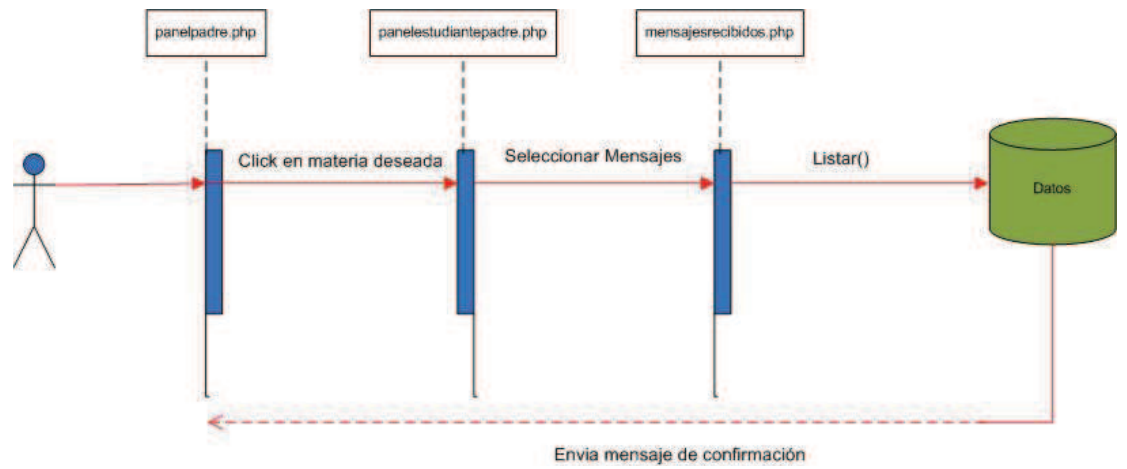 panelpadre.php
panelestudiantepadre.php
mensajesrecibidos.php
Click en materia deseada
Seleccionar Mensajes
Listar()
Datos
Envia mensaje de confirmación